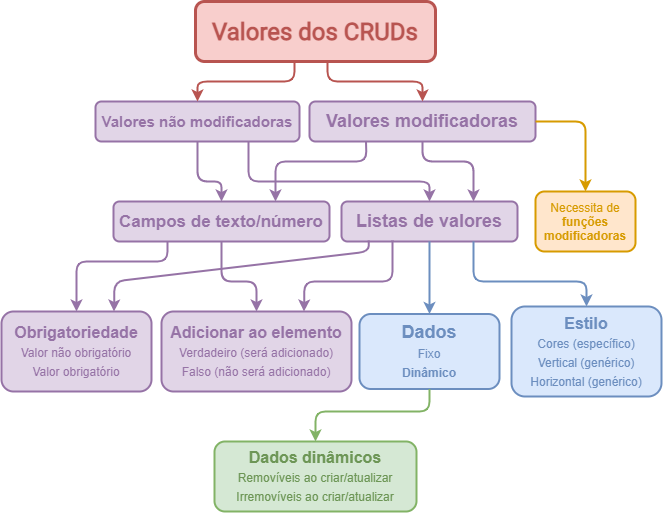 Valores dos CRUDs
Valores não modificadoras
Valores modificadoras
Necessita de
funções
modificadoras
Campos de texto/número
Listas de valores
Obrigatoriedade
Valor não obrigatório
Valor obrigatório
Adicionar ao elemento
Verdadeiro (será adicionado)
Falso (não será adicionado)
Dados
Fixo
Dinâmico
Estilo
Cores (específico)
Vertical (genérico)
Horizontal (genérico)
Dados dinâmicos
Removíveis ao criar/atualizar
Irremovíveis ao criar/atualizar